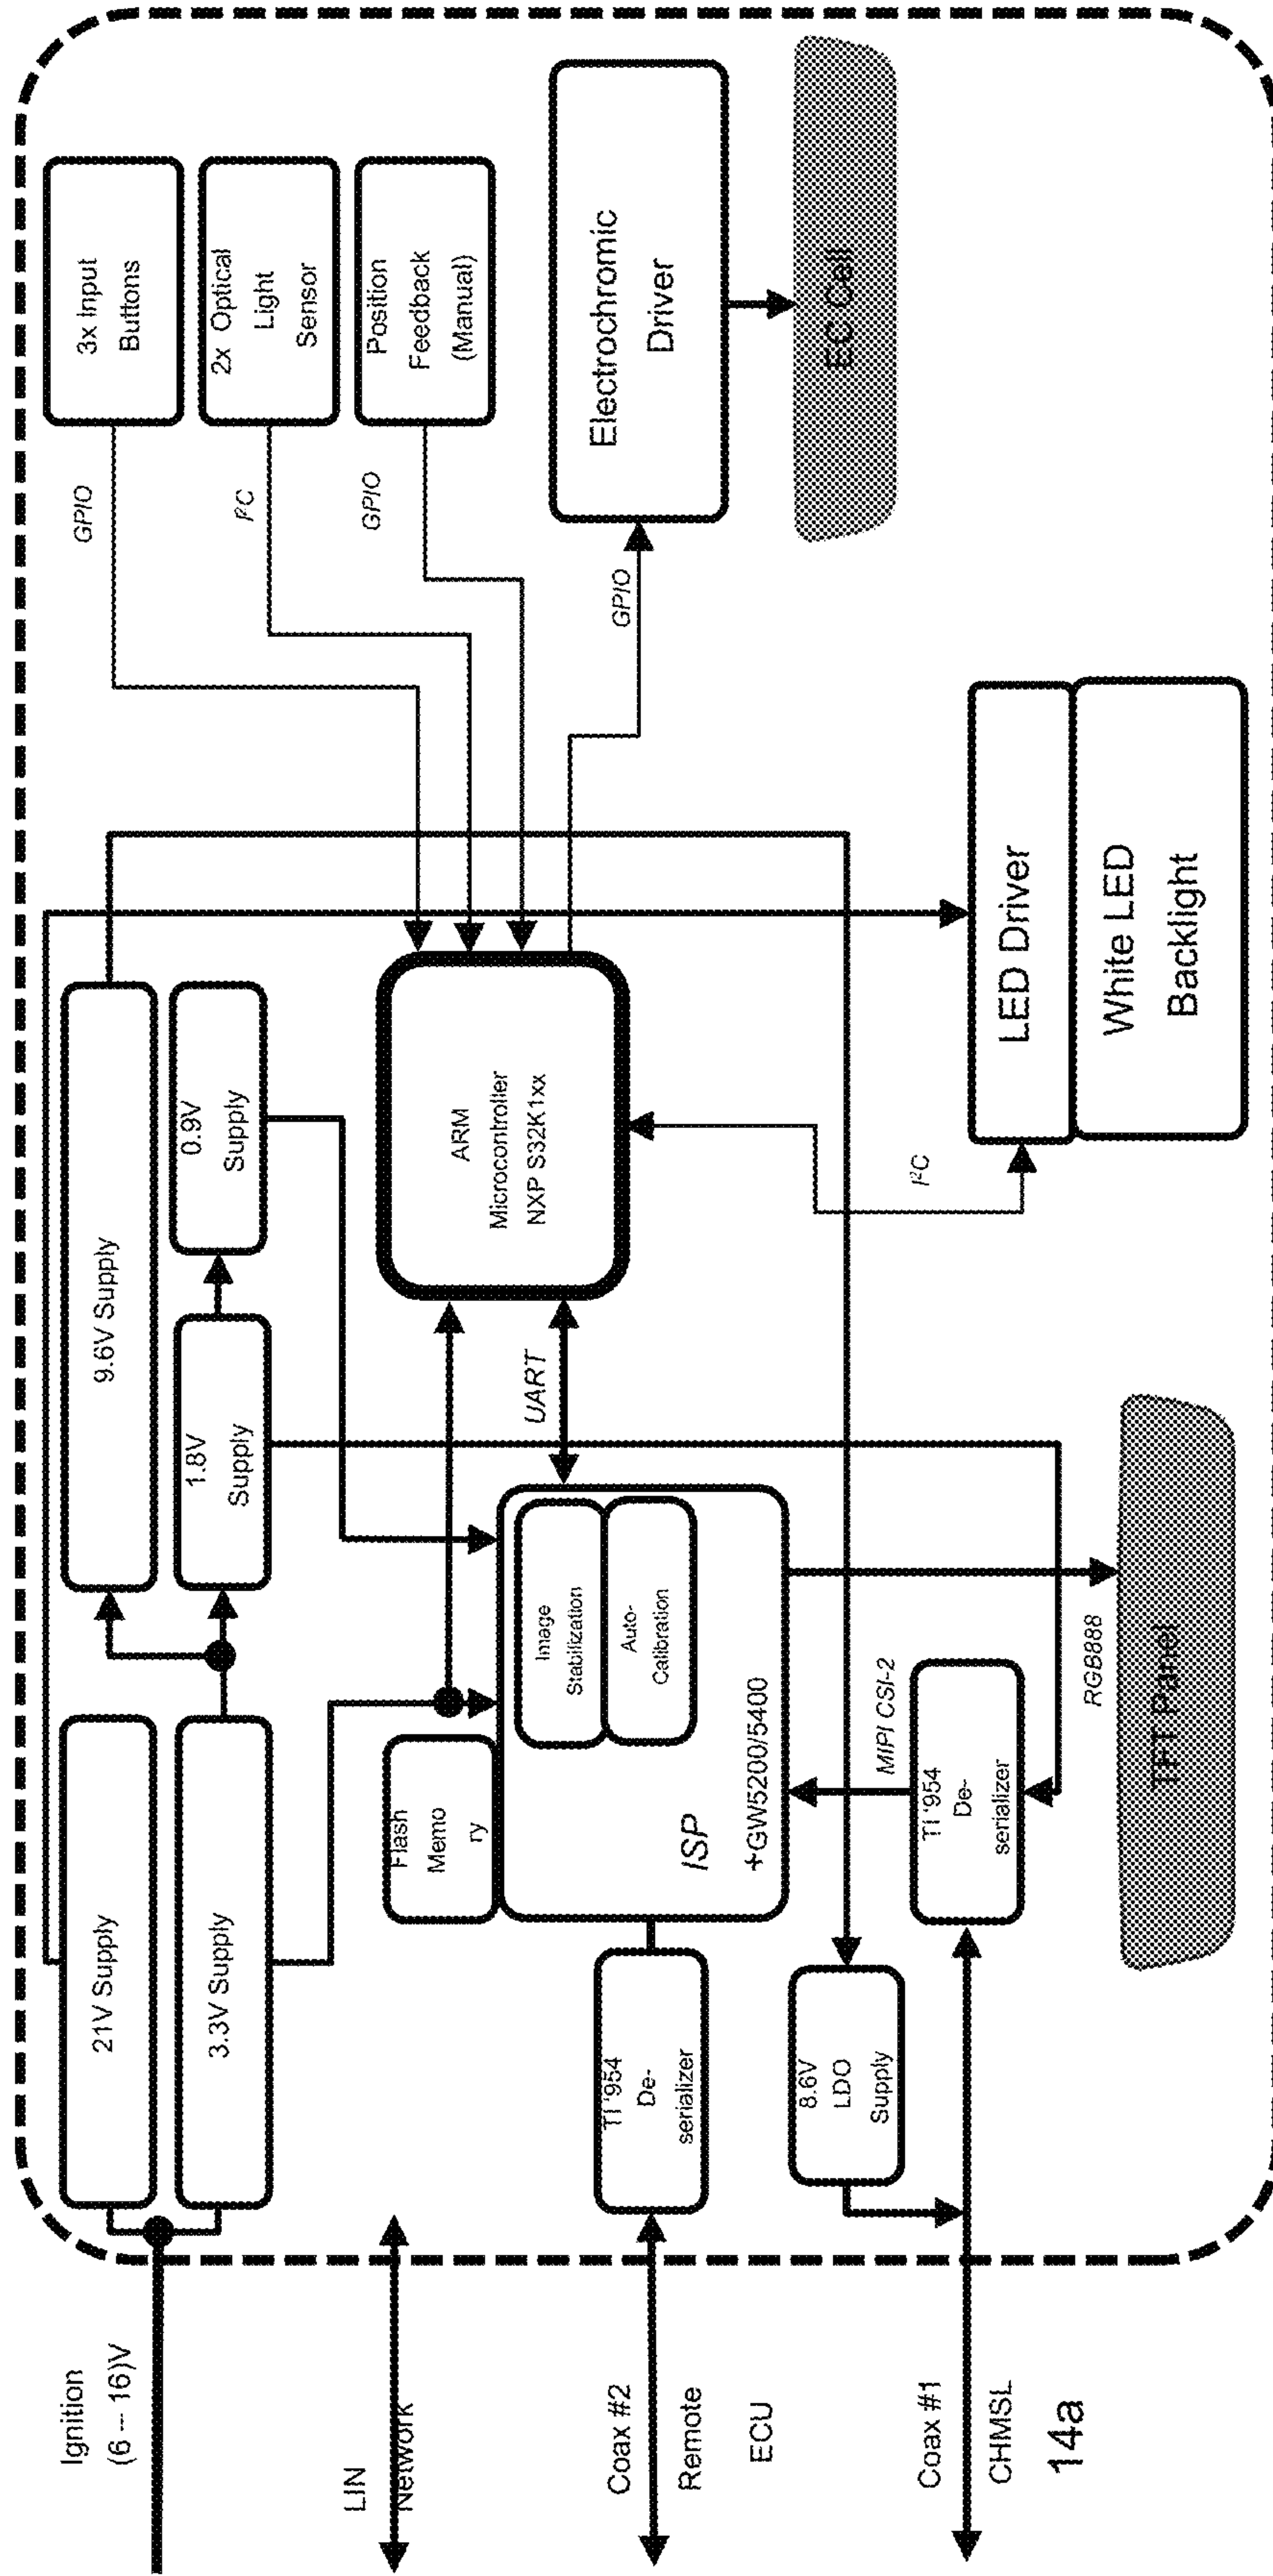 Ignition
(6 -- 16)V
LIN
Network
Coax #2
Remote
ECU
Coax #1
CHMSL
14a
21V Supply
3.3V Supply
9.6V Supply
1.8V
Supply
0.9V
Supply
Flash
Memo
ry
Image
Stabilization
Auto-
Calibration
ISP
+GW5200/5400
UART
ARM
Microcontroller
NXP S32K1xx
TI '954
De-
serializer
8.6V
LDO
Supply
TI '954
De-
serializer
MIPI CSI-2
RGB888
TFT Panel
I²C
LED Driver
White LED
Backlight
GPIO
I²C
GPIO
GPIO
3x Input
Buttons
2x Optical
Light
Sensor
Position
Feedback
(Manual)
Electrochromic
Driver
EC Cell